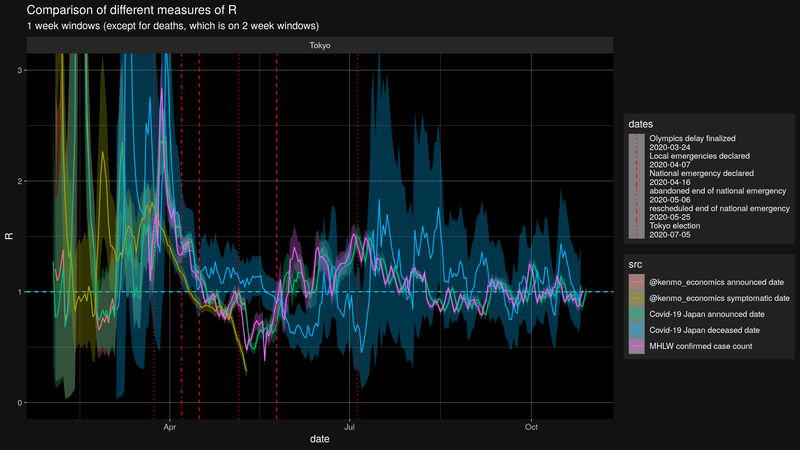 Comparison of different measures of R
1 week windows (except for deaths, which is on 2 week windows)
Tokyo
3
2
1
0
R
Apr
Jul
Oct
date
dates
Olympics delay finalized
2020-03-24
Local emergencies declared
2020-04-07
National emergency declared
2020-04-16
abandoned end of national emergency
2020-05-06
rescheduled end of national emergency
2020-05-25
Tokyo election
2020-07-05
src
@kenmo_economics announced date
@kenmo_economics symptomatic date
Covid-19 Japan announced date
Covid-19 Japan deceased date
MHLW confirmed case count